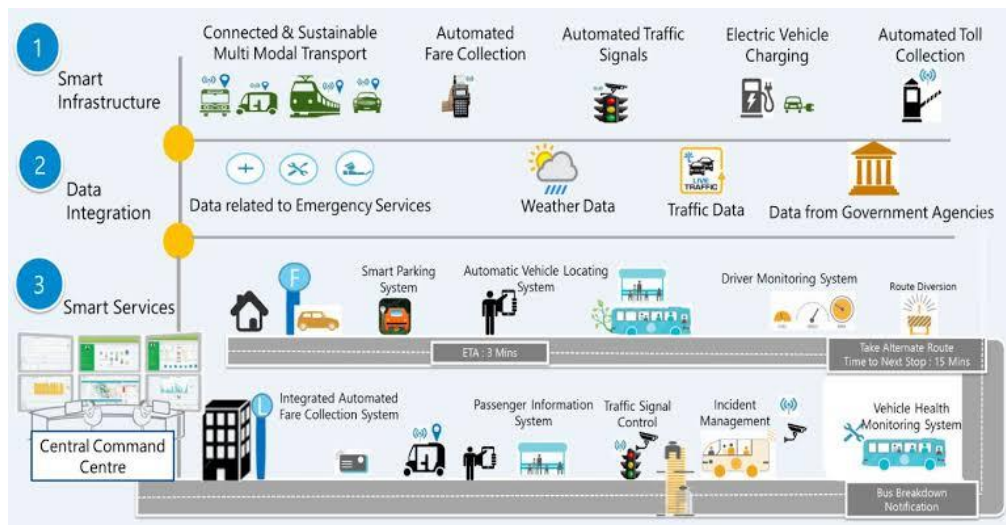 1
Smart
Infrastructure
Connected & Sustainable
Multi Modal Transport
Automated
Fare Collection
Automated Traffic
Signals
Electric Vehicle
Charging
Automated Toll
Collection
2
Data
Integration
Data related to Emergency Services
Weather Data
LIVE
TRAFFIC
Traffic Data
Data from Government Agencies
3
Smart Services
F
Smart Parking
System
Automatic Vehicle Locating
System
Driver Monitoring System
Route Diversion
ETA : 3 Mins
Take Alternate Route
Time to Next Stop : 15 Mins
Central Command
Centre
L
Integrated Automated
Fare Collection System
Passenger Information
System
Traffic Signal
Control
Incident
Management
Vehicle Health
Monitoring System
Bus Breakdown
Notification